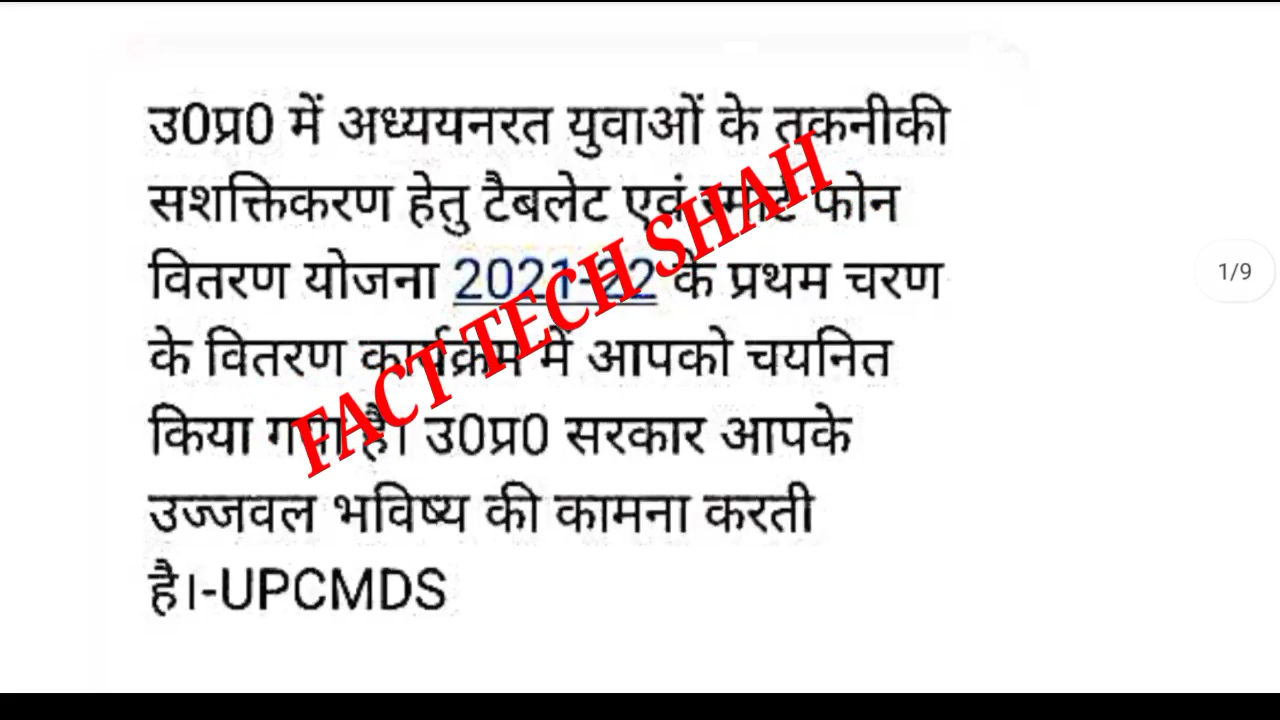 उ0प्र0 में अध्ययनरत युवाओं के तकनीकी
सशक्तिकरण हेतु टैबलेट एवं स्मार्ट फोन
वितरण योजना 2021-22 के प्रथम चरण
के वितरण कार्यक्रम में आपको चयनित
किया गया है। उ0प्र0 सरकार आपके
उज्जवल भविष्य की कामना करती
है।-UPCMDS
FACT TECH SHAH
1/9